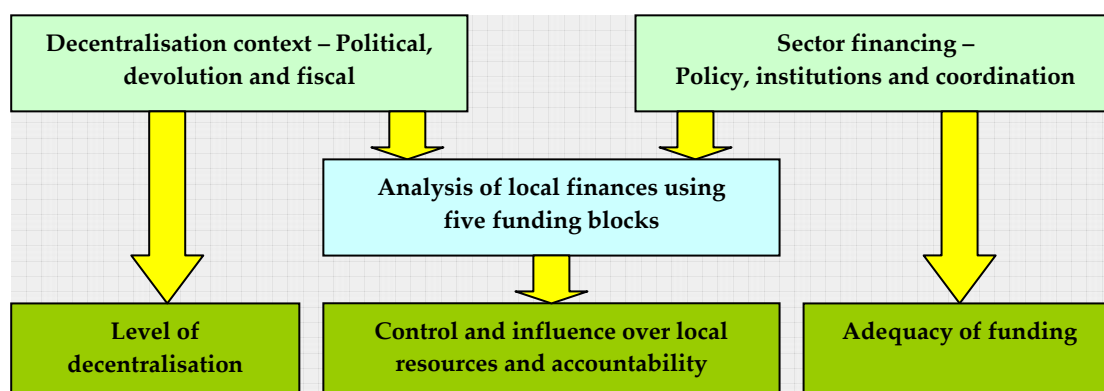 Decentralisation context – Political,
devolution and fiscal
Sector financing –
Policy, institutions and coordination
Analysis of local finances using
five funding blocks
Level of
decentralisation
Control and influence over local
resources and accountability
Adequacy of funding